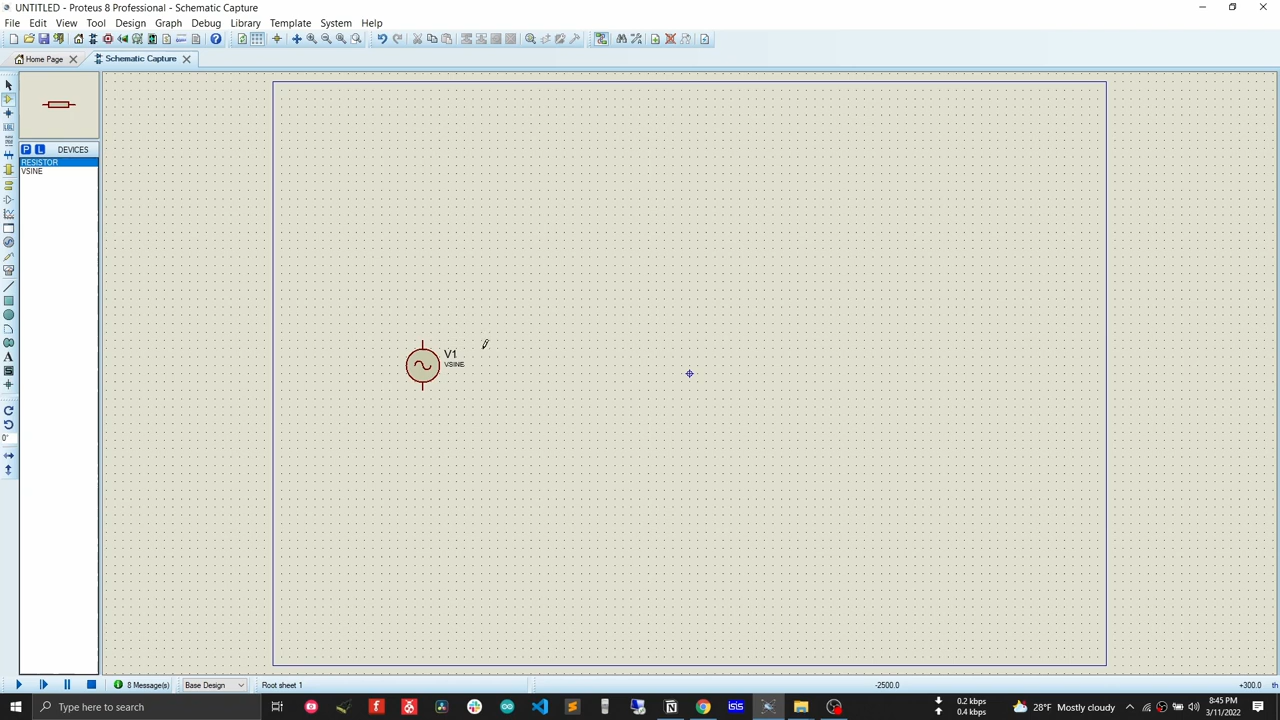 UNTITLED - Proteus 8 Professional - Schematic Capture
File Edit View Tool Design Graph Debug Library Template System Help
Home Page Schematic Capture
P L DEVICES
RESISTOR
VSINE
V1
VSINE
0°
8 Message(s) Base Design Root sheet 1 -2500.0 +300.0 th
Type here to search
0.2 kbps
0.4 kbps
28°F Mostly cloudy
8:45 PM
3/11/2022